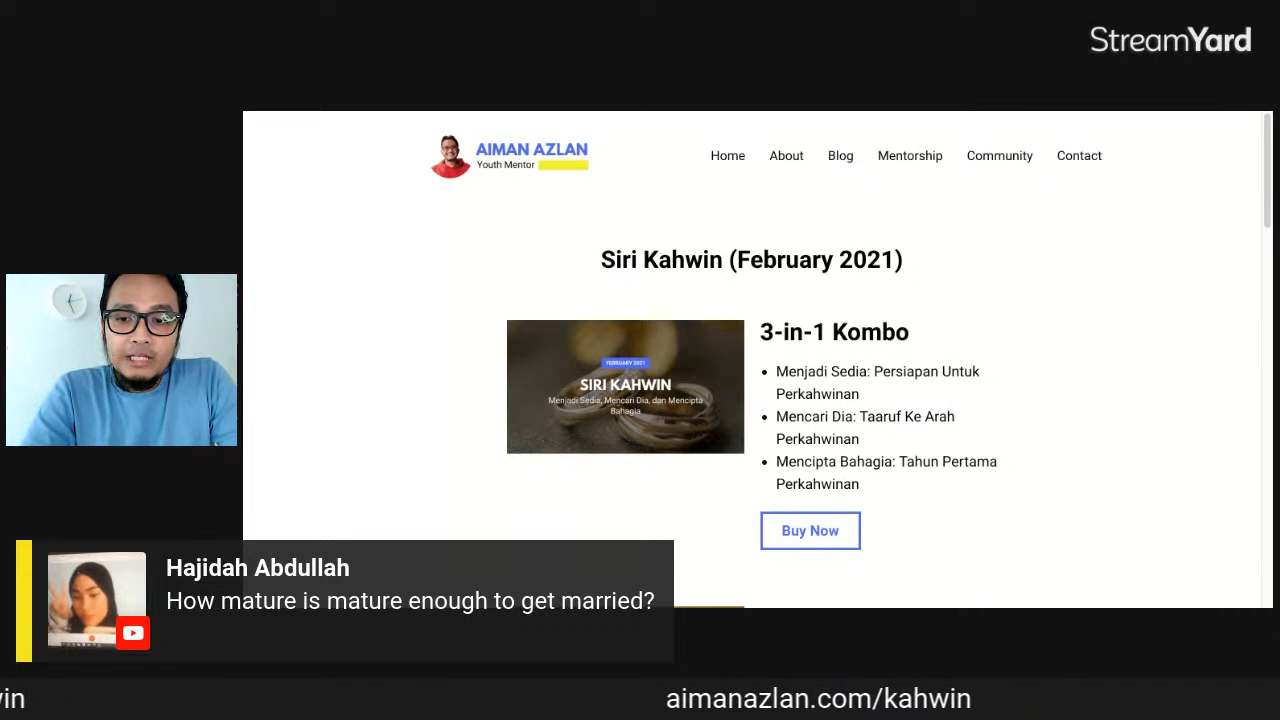 StreamYard
AIMAN AZLAN
Youth Mentor
Home About Blog Mentorship Community Contact
Siri Kahwin (February 2021)
FEBRUARY 2021
SIRI KAHWIN
Menjadi Sedia, Mencari Dia, dan Mencipta
Bahagia
3-in-1 Kombo
• Menjadi Sedia: Persiapan Untuk
Perkahwinan
• Mencari Dia: Taaruf Ke Arah
Perkahwinan
• Mencipta Bahagia: Tahun Pertama
Perkahwinan
Buy Now
Hajidah Abdullah
How mature is mature enough to get married?
aimanazlan.com/kahwin